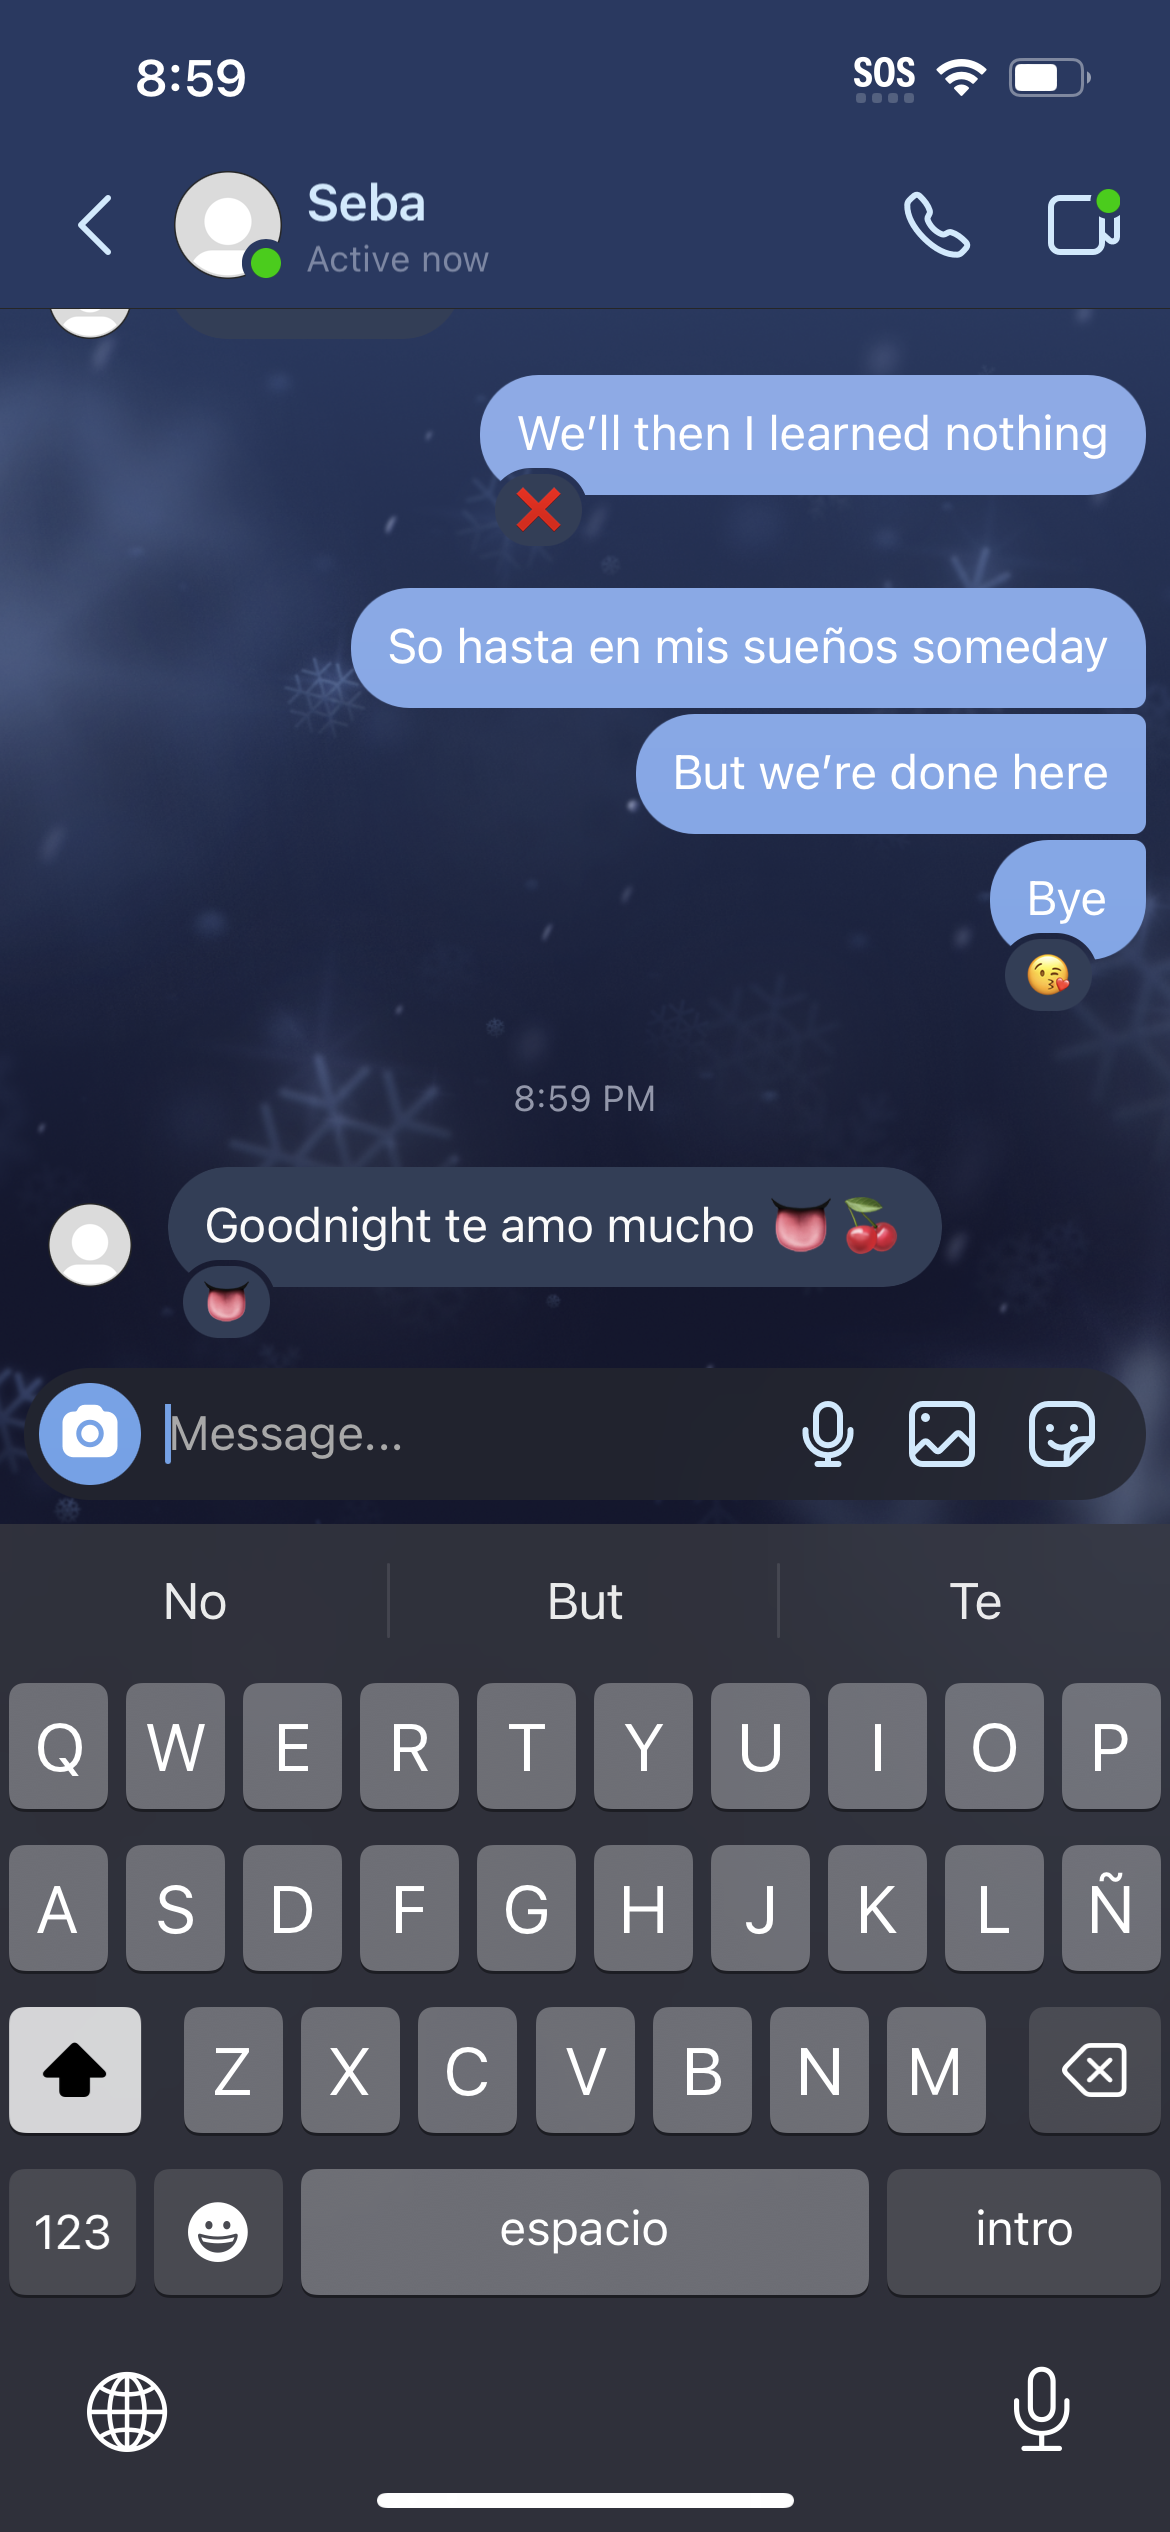 8:59
SOS
Seba
Active now
We’ll then I learned nothing
❌
So hasta en mis sueños someday
But we’re done here
Bye
😘
8:59 PM
Goodnight te amo mucho 👅🍒
👅
Message...
No But Te
Q W E R T Y U I O P
A S D F G H J K L Ñ
Z X C V B N M
123 espacio intro